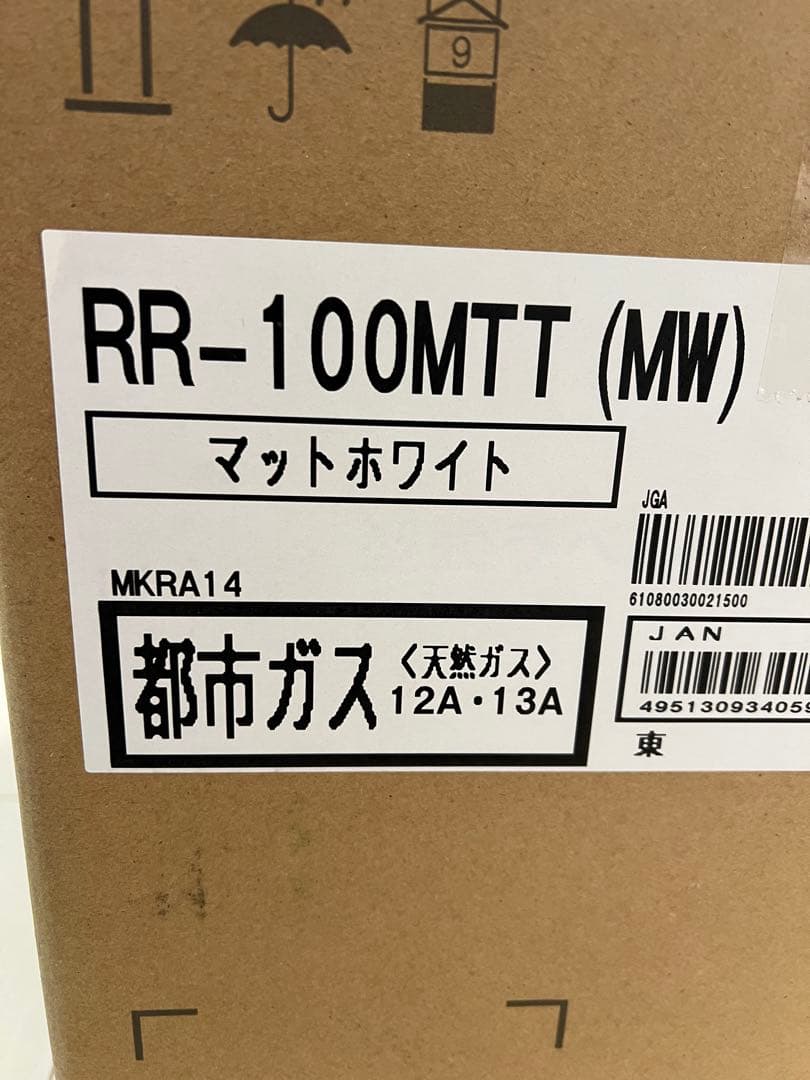 9
RR-100MTT (MW)
マットホワイト
JGA
61080030021500
MKRA14
JAN
都市ガス 〈天然ガス〉
12A・13A
495130934059
東